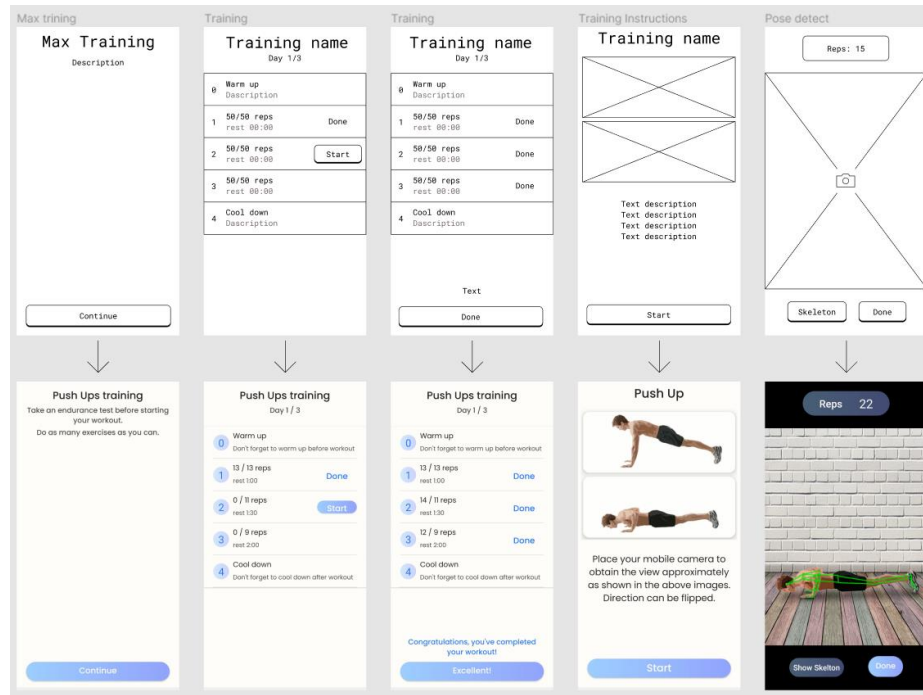 Max trining
Max Training
Description
Continue
Training
Training name
Day 1/3
0
Warm up
Dascription
1
50/50 reps
rest 00:00
Done
2
50/50 reps
rest 00:00
Start
3
50/50 reps
rest 00:00
4
Cool down
Dascription
Training
Training name
Day 1/3
0
Warm up
Dascription
1
50/50 reps
rest 00:00
Done
2
50/50 reps
rest 00:00
Done
3
50/50 reps
rest 00:00
Done
4
Cool down
Dascription
Text
Done
Training Instructions
Training name
Text description
Text description
Text description
Text description
Start
Pose detect
Reps: 15
Skeleton
Done
Push Ups training
Take an endurance test before starting
your workout.
Do as many exercises as you can.
Continue
Push Ups training
Day 1 / 3
0
Warm up
Don't forget to warm up before workout
1
13 / 13 reps
rest 1:00
Done
2
0 / 11 reps
rest 1:30
Start
3
0 / 9 reps
rest 2:00
4
Cool down
Don't forget to cool down after workout
Push Ups training
Day 1 / 3
0
Warm up
Don't forget to warm up before workout
1
13 / 13 reps
rest 1:00
Done
2
14 / 11 reps
rest 1:30
Done
3
12 / 9 reps
rest 2:00
Done
4
Cool down
Don't forget to cool down after workout
Congratulations, you've completed
your workout!
Excellent!
Push Up
Place your mobile camera to
obtain the view approximately
as shown in the above images.
Direction can be flipped.
Start
Reps 22
Show Skelton
Done